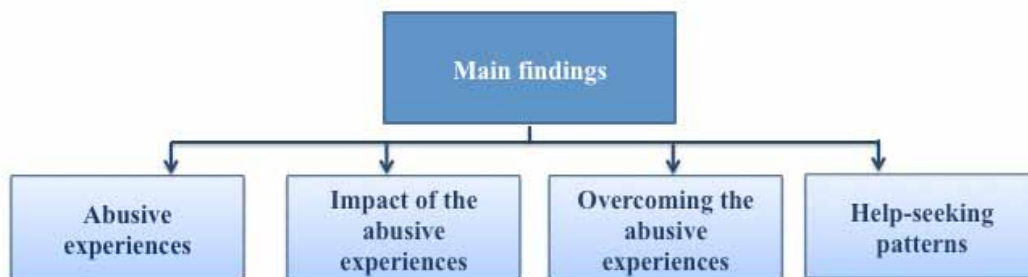 Main findings
Abusive
experiences
Impact of the
abusive
experiences
Overcoming the
abusive
experiences
Help-seeking
patterns